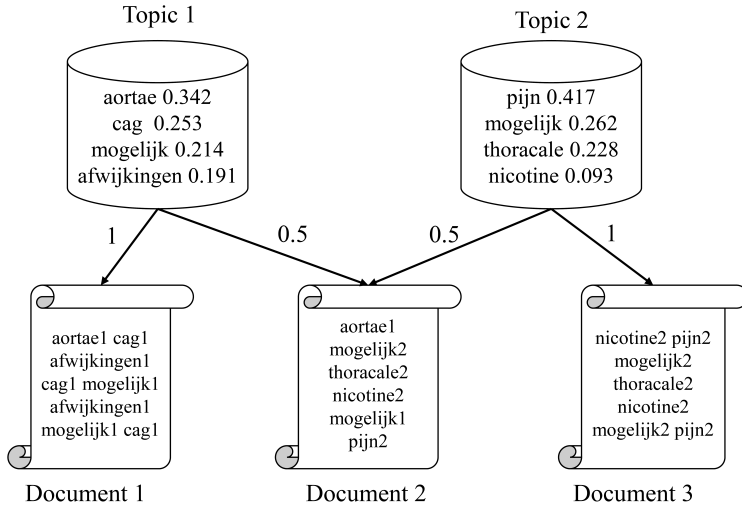 Topic 1
Topic 2
aortae 0.342
cag 0.253
mogelijk 0.214
afwijkingen 0.191
pijn 0.417
mogelijk 0.262
thoracale 0.228
nicotine 0.093
1
0.5
0.5
1
aortae1 cag1
afwijkingen1
cag1 mogelijk1
afwijkingen1
mogelijk1 cag1
aortae1
mogelijk2
thoracale2
nicotine2
mogelijk1
pijn2
nicotine2 pijn2
mogelijk2
thoracale2
nicotine2
mogelijk2 pijn2
Document 1
Document 2
Document 3